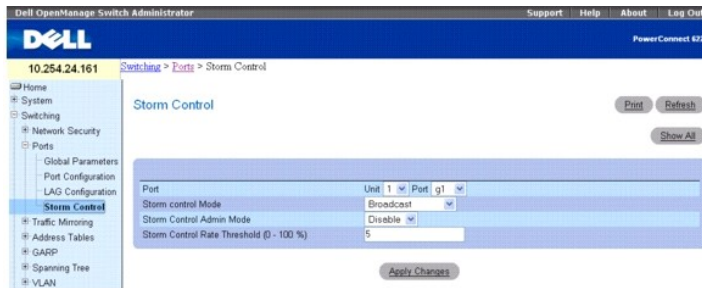 Dell OpenManage Switch Administrator
Support Help About Log Out
DELL
PowerConnect
10.254.24.161
Switching > Ports > Storm Control
Home
System
Switching
Network Security
Ports
Global Parameters
Port Configuration
LAG Configuration
Storm Control
Traffic Mirroring
Address Tables
GARP
Spanning Tree
VLAN
Storm Control
Print Refresh
Show All
Port Unit 1 Port g1
Storm control Mode Broadcast
Storm Control Admin Mode Disable
Storm Control Rate Threshold (0 - 100 %) 5
Apply Changes